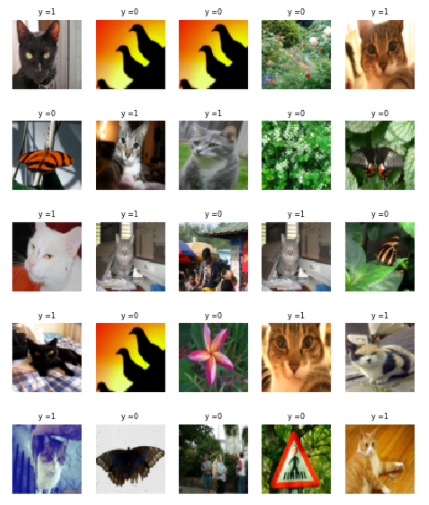 y =1 y =0 y =0 y =0 y =1
y =0 y =1 y =1 y =0 y =0
y =1 y =1 y =0 y =1 y =0
y =1 y =0 y =0 y =1 y =1
y =1 y =0 y =0 y =0 y =1